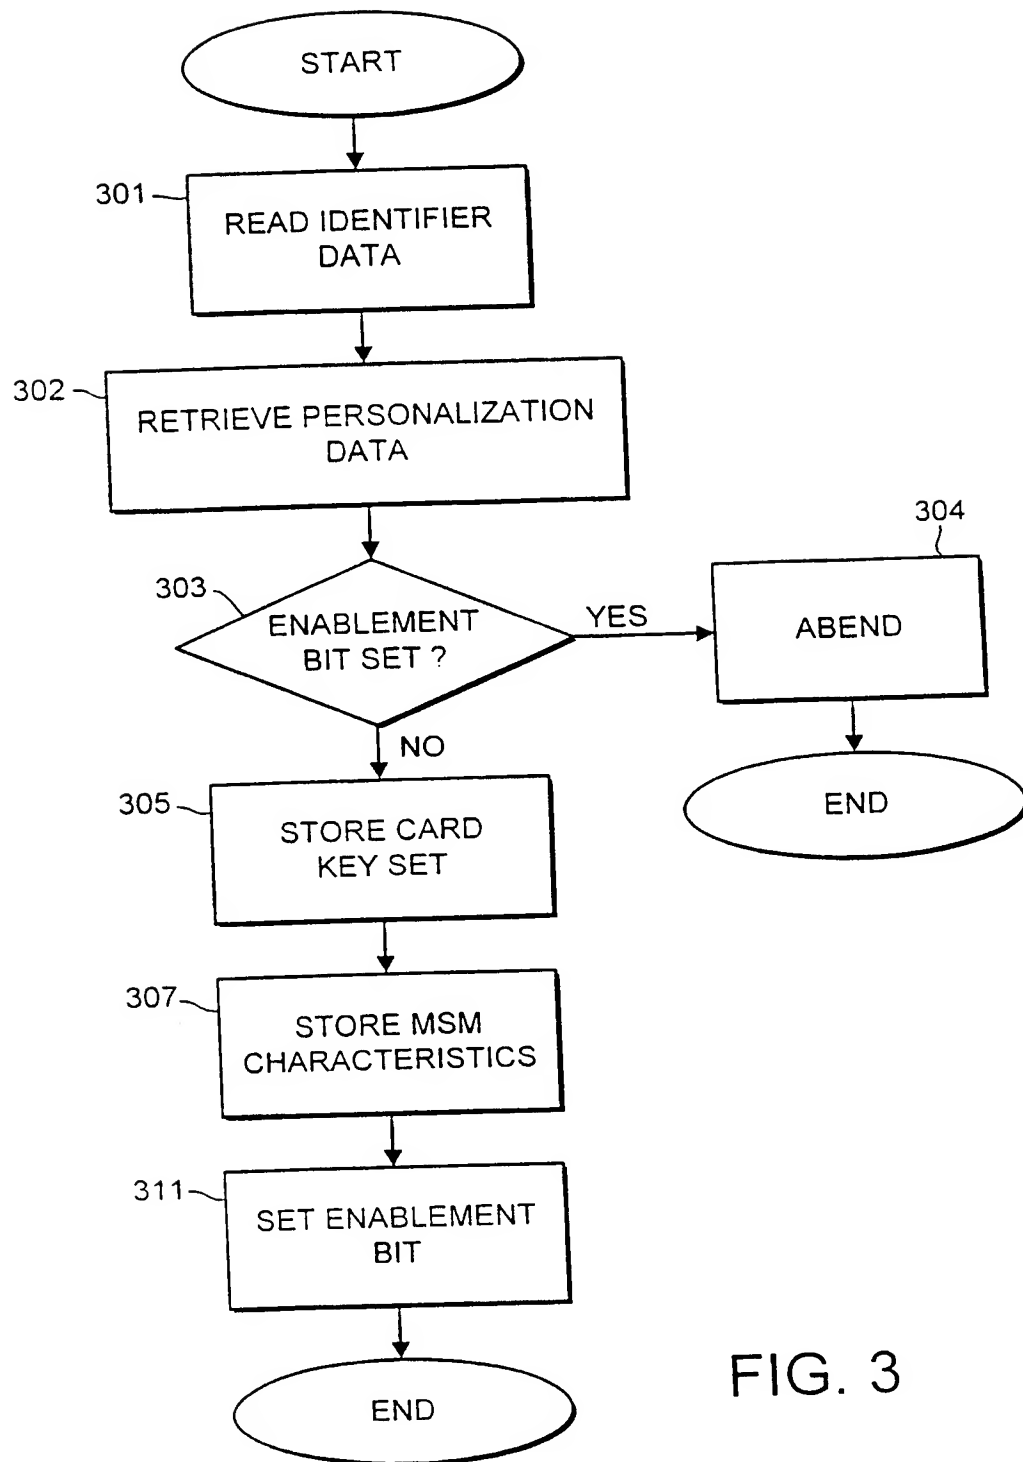 START
301
READ IDENTIFIER
DATA
302
RETRIEVE PERSONALIZATION
DATA
303
ENABLEMENT
BIT SET ?
YES
304
ABEND
END
NO
305
STORE CARD
KEY SET
307
STORE MSM
CHARACTERISTICS
311
SET ENABLEMENT
BIT
END
FIG. 3